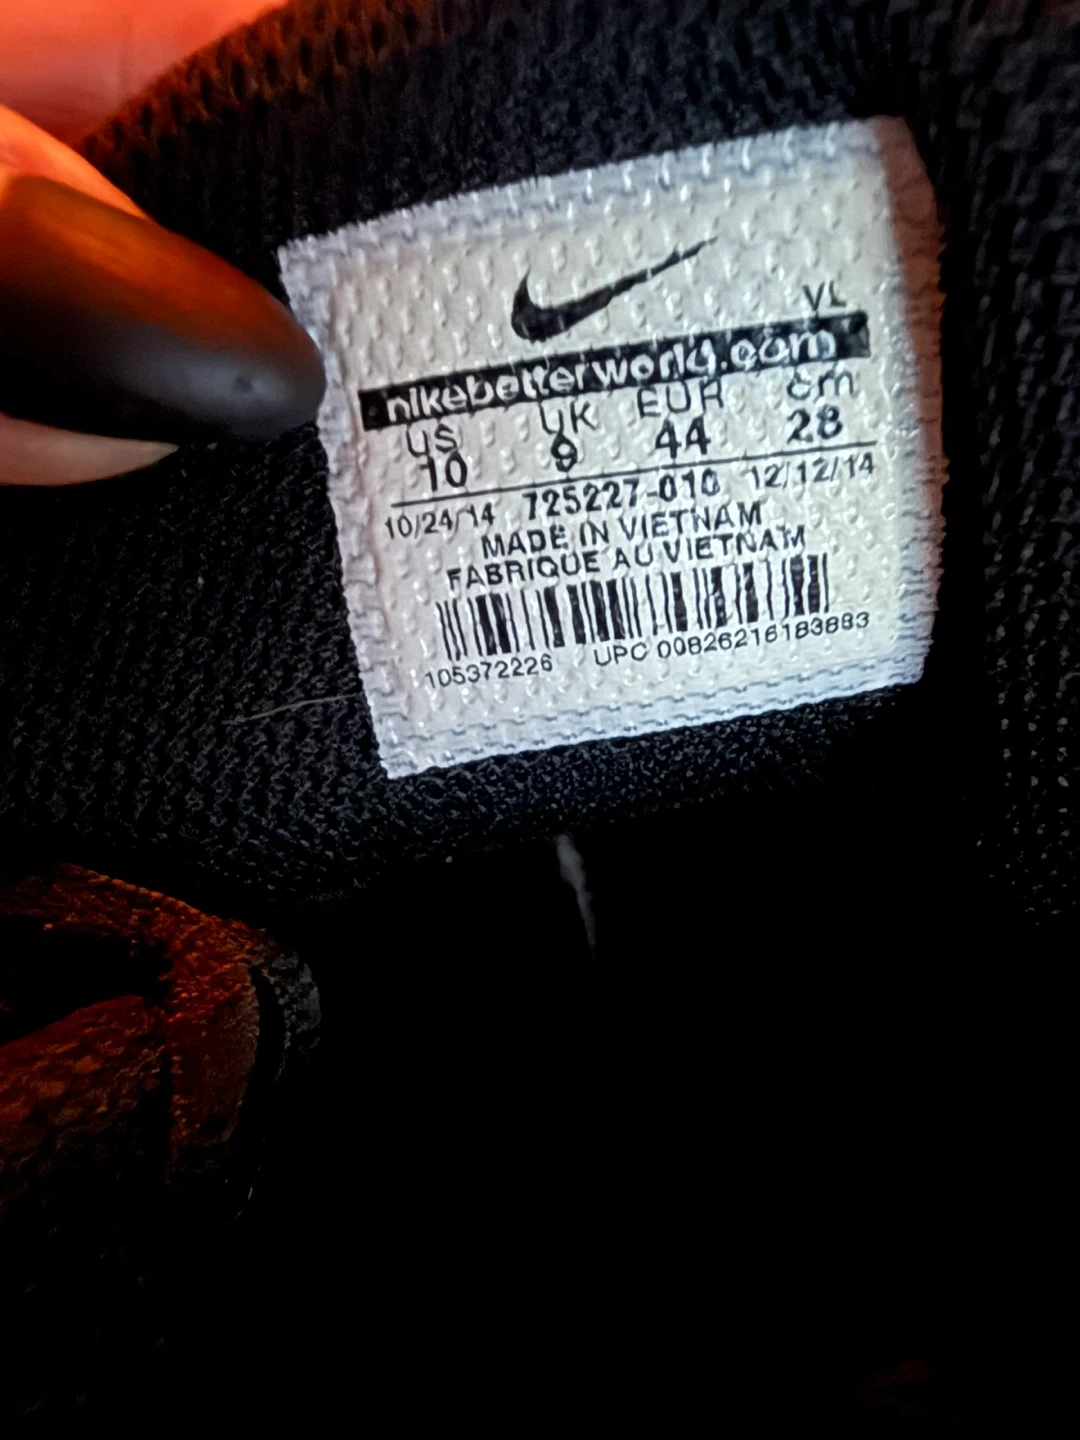 VL
nikebetterworld.com
US UK EUR cm
10 9 44 28
10/24/14 725227-010 12/12/14
MADE IN VIETNAM
FABRIQUE AU VIETNAM
105372226 UPC 00826216183883